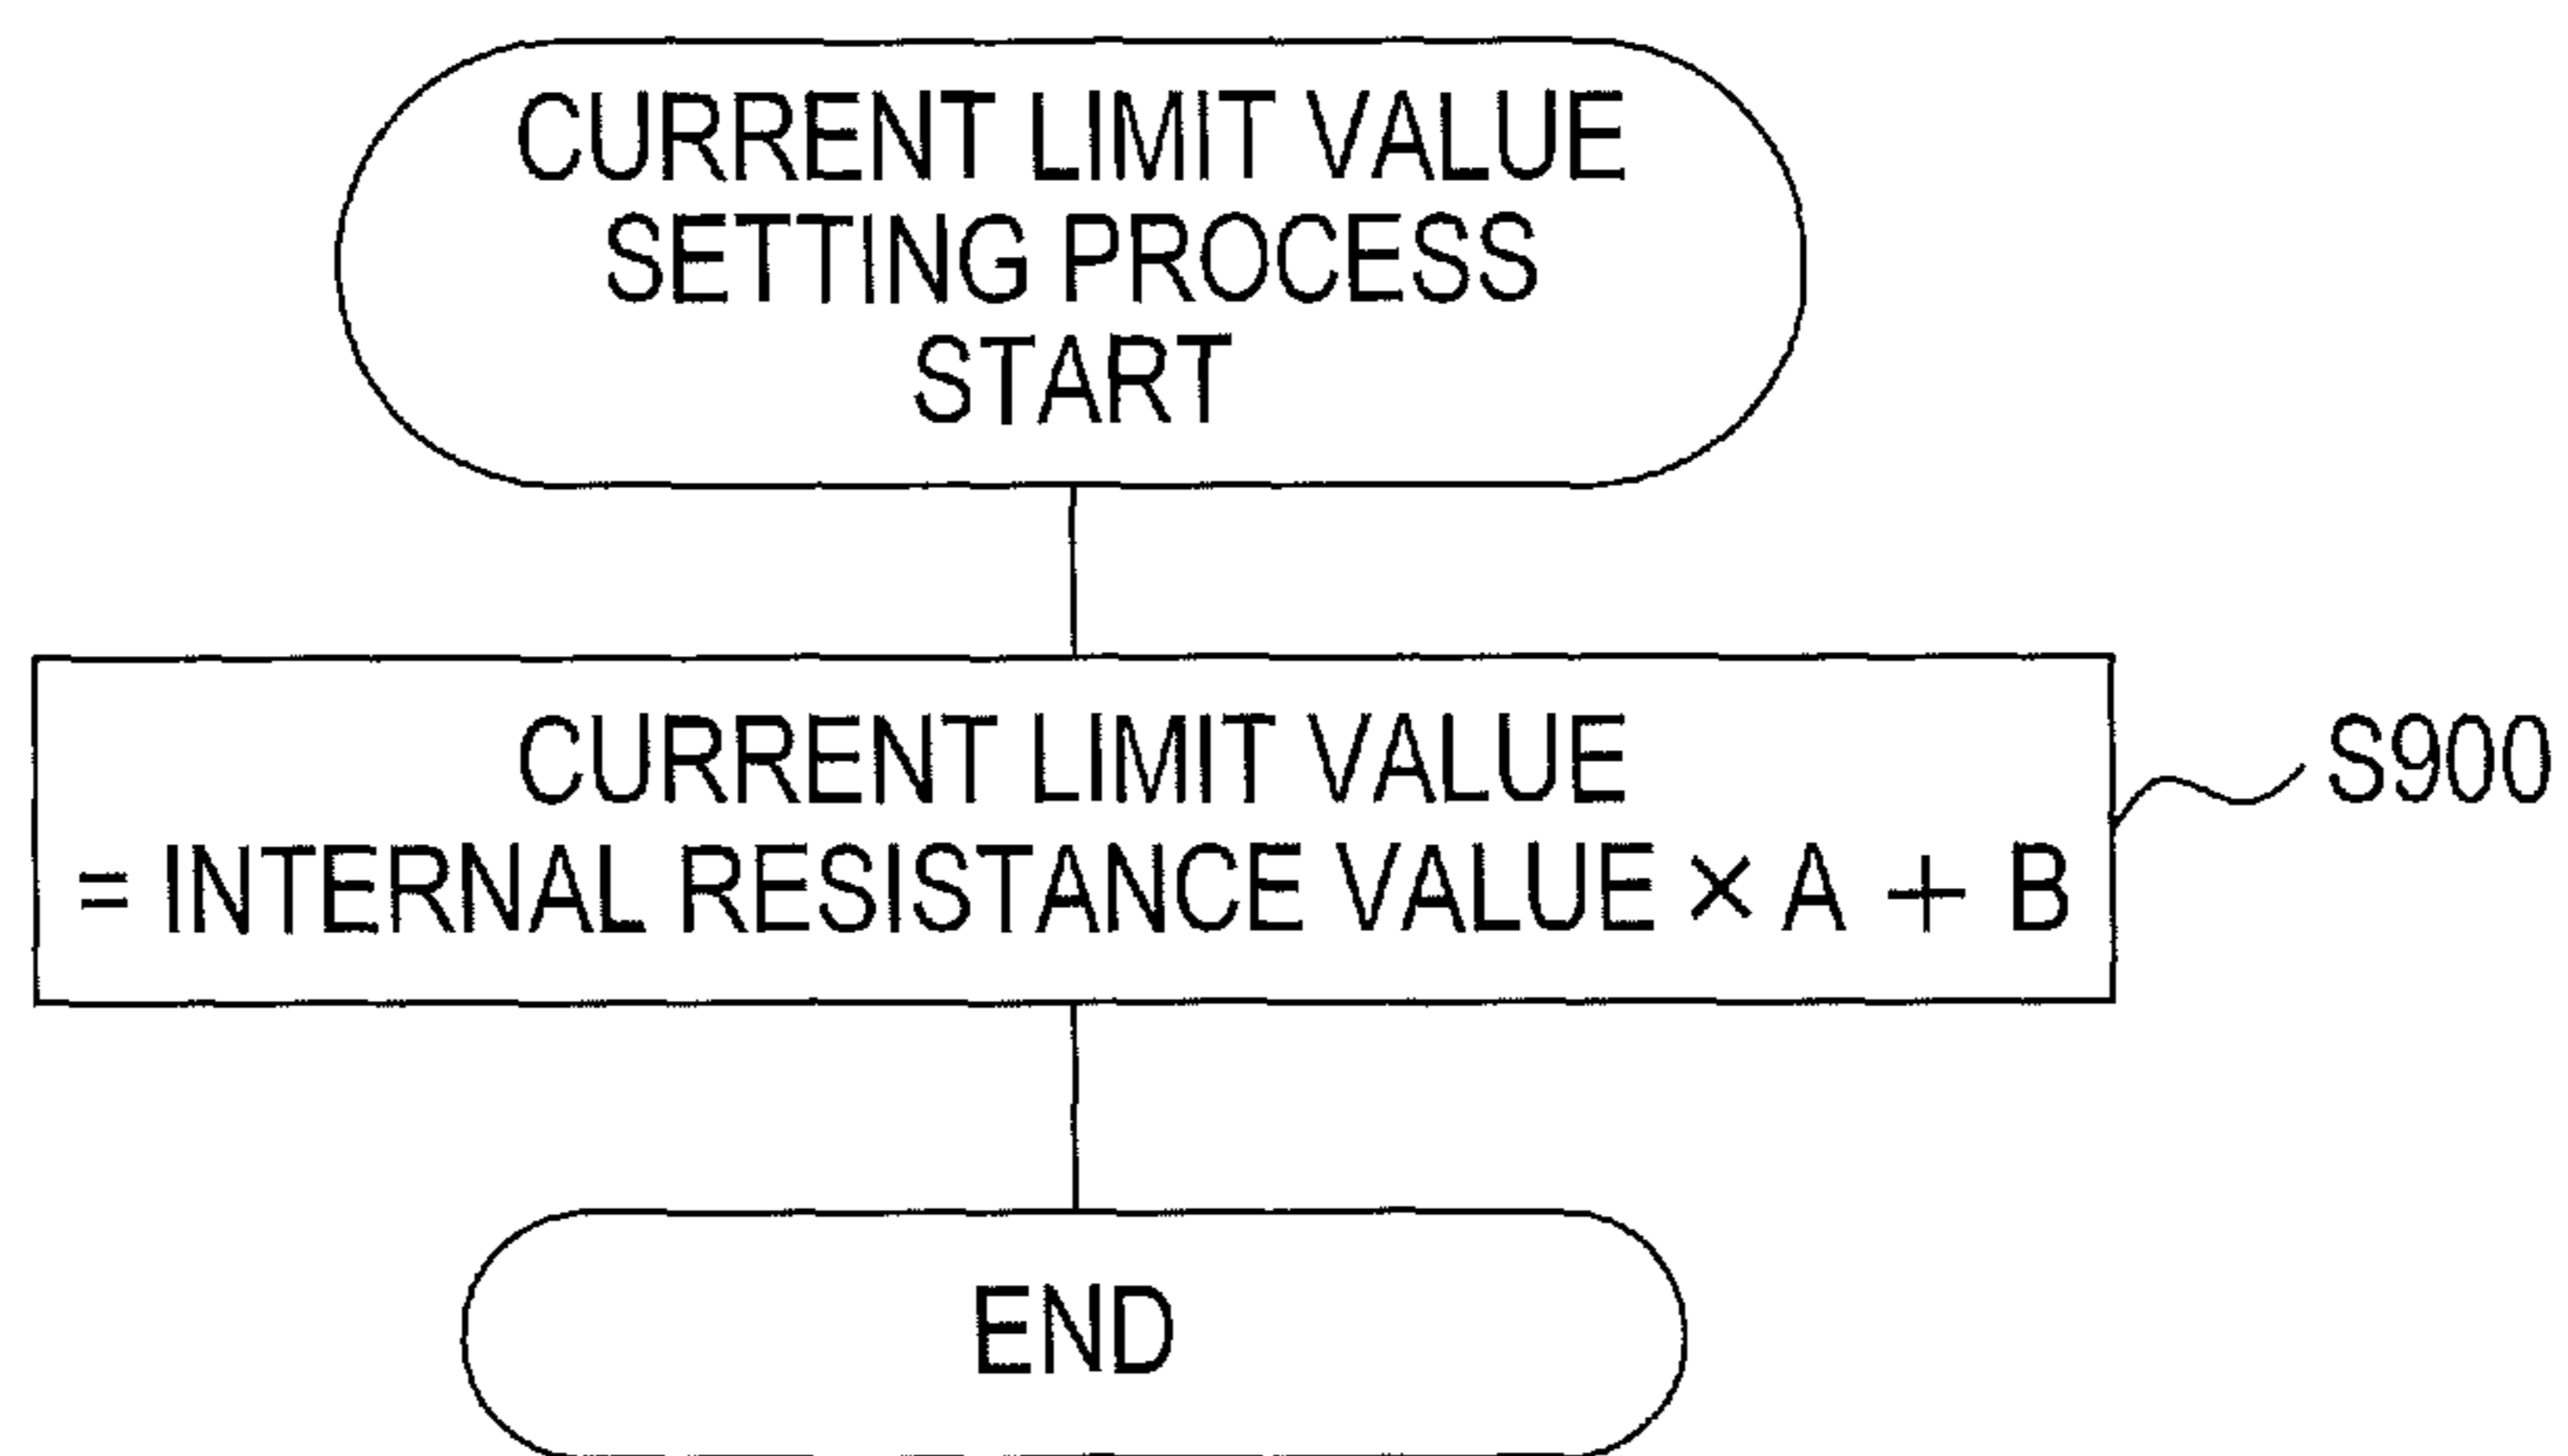 CURRENT LIMIT VALUE
SETTING PROCESS
START
CURRENT LIMIT VALUE
= INTERNAL RESISTANCE VALUE × A + B
S900
END